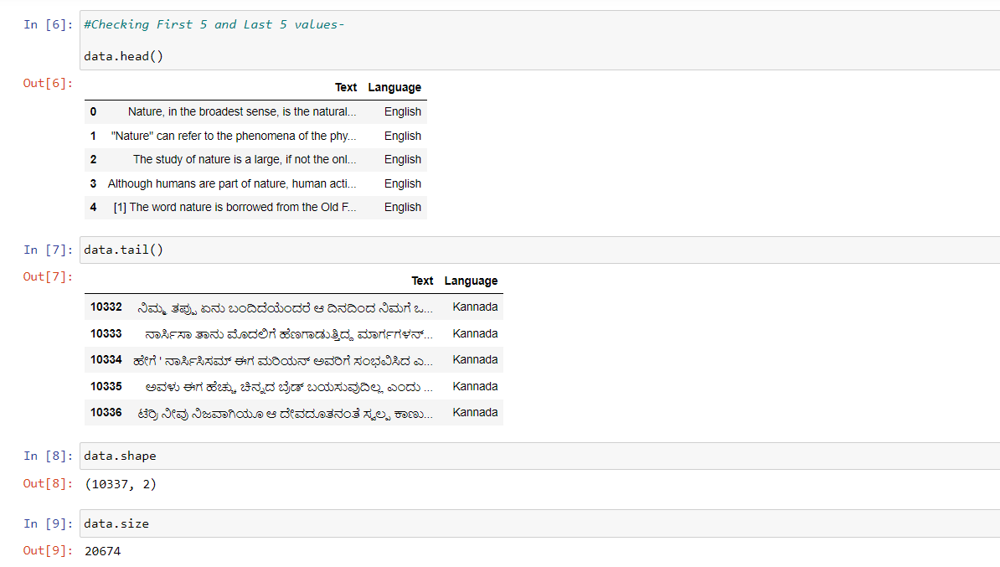 In [6]: #Checking First 5 and Last 5 values-
data.head()
Out[6]:
Text Language
0 Nature, in the broadest sense, is the natural... English
1 "Nature" can refer to the phenomena of the phy... English
2 The study of nature is a large, if not the onl... English
3 Although humans are part of nature, human acti... English
4 [1] The word nature is borrowed from the Old F... English
In [7]: data.tail()
Out[7]:
Text Language
10332 ನಿಮ್ಮ ತಪ್ಪು ಏನು ಬಂದಿದೆಯೆಂದರೆ ಆ ದಿನದಿಂದ ನಿಮಗೆ ಒ... Kannada
10333 ನಾರ್ಸಿಸಾ ತಾನು ಮೊದಲಿಗೆ ಹೆಣಗಾಡುತ್ತಿದ್ದ ಮಾರ್ಗಗಳನ್... Kannada
10334 ಹೇಗೆ ' ನಾರ್ಸಿಸಿಸಮ್ ಈಗ ಮರಿಯನ್ ಅವರಿಗೆ ಸಂಭವಿಸಿದ ಎ... Kannada
10335 ಅವಳು ಈಗ ಹೆಚ್ಚು ಚಿನ್ನದ ಬ್ರೆಡ್ ಬಯಸುವುದಿಲ್ಲ ಎಂದು ... Kannada
10336 ಟೆರ್ರಿ ನೀವು ನಿಜವಾಗಿಯೂ ಆ ದೇವದೂತನಂತೆ ಸ್ವಲ್ಪ ಕಾಣು... Kannada
In [8]: data.shape
Out[8]: (10337, 2)
In [9]: data.size
Out[9]: 20674